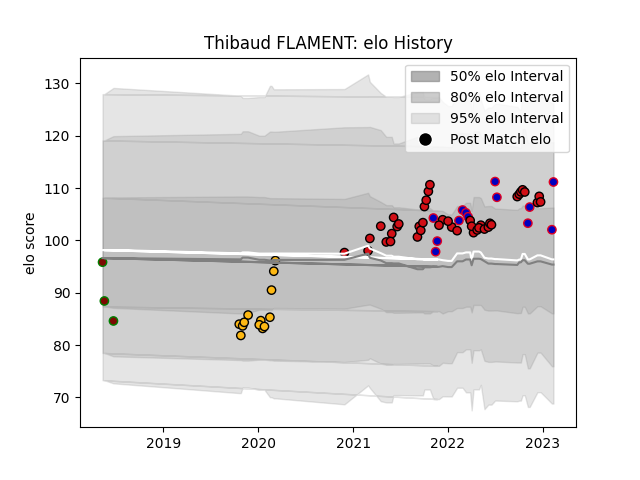 Thibaud FLAMENT: elo History
50% elo Interval
80% elo Interval
95% elo Interval
Post Match elo
elo score
130
120
110
100
90
80
70
2019 2020 2021 2022 2023